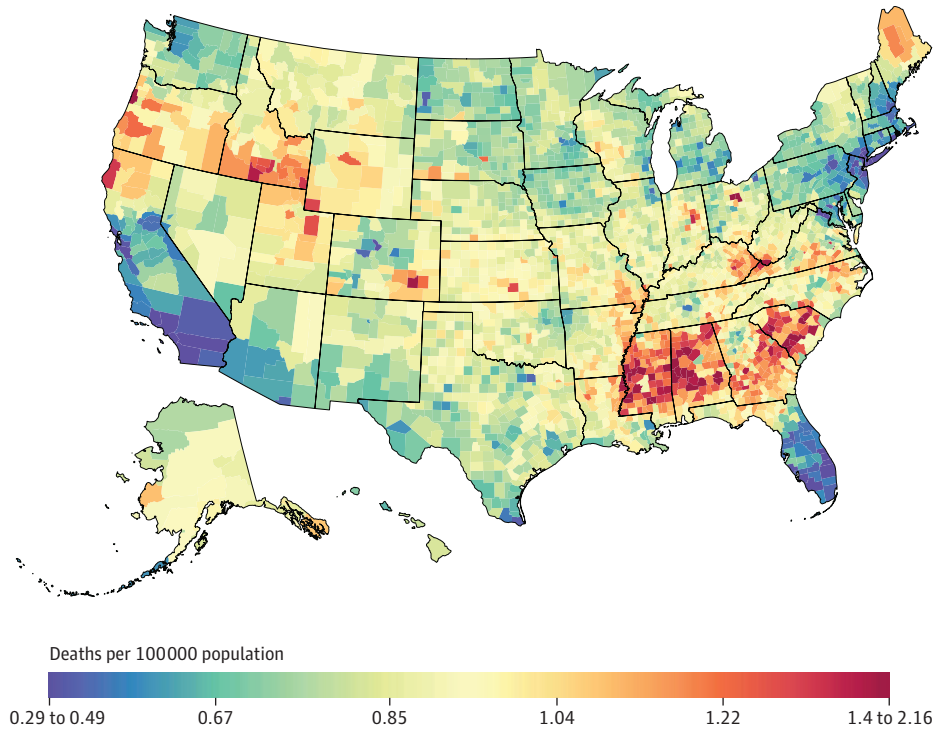 Deaths per 100000 population
0.29 to 0.49 0.67 0.85 1.04 1.22 1.4 to 2.16